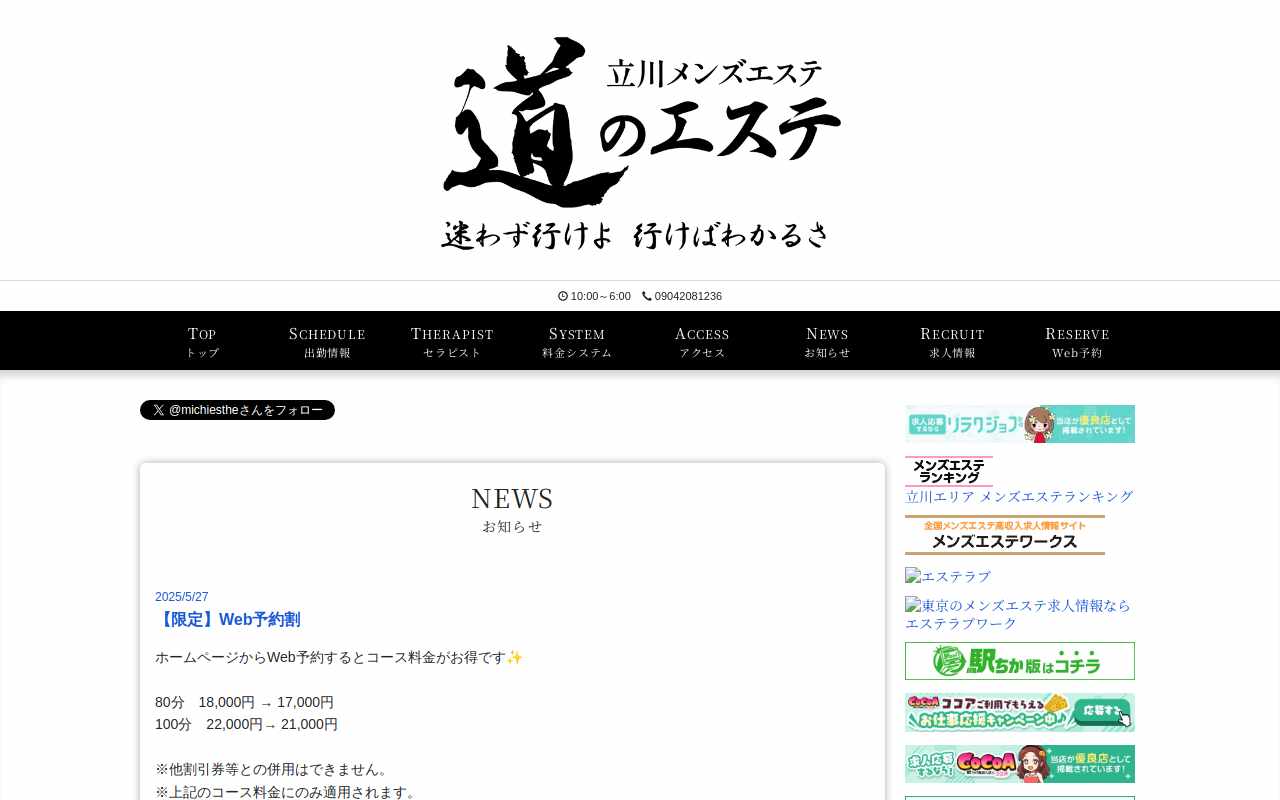 立川メンズエステ
道のエステ
迷わず行けよ 行けばわかるさ
10:00～6:00 09042081236
TOP
トップ
SCHEDULE
出勤情報
THERAPIST
セラピスト
SYSTEM
料金システム
ACCESS
アクセス
NEWS
お知らせ
RECRUIT
求人情報
RESERVE
Web予約
@michiestheさんをフォロー
NEWS
お知らせ
2025/5/27
【限定】Web予約割
ホームページからWeb予約するとコース料金がお得です✨
80分　18,000円 → 17,000円
100分　22,000円→ 21,000円
※他割引券等との併用はできません。
※上記のコース料金にのみ適用されます。
求人応募するなら
リラクジョブ
当店が優良店として
掲載されています!
メンズエステ
ランキング
立川エリア メンズエステランキング
全国メンズエステ高収入求人情報サイト
メンズエステワークス
エステラブ
東京のメンズエステ求人情報なら
エステラブワーク
駅ちか版はコチラ
CoCoA ココアご利用でもらえる
お仕事応援キャンペーン中
応募する
求人応募
するなら!
CoCoA
当店が優良店として
掲載されています!